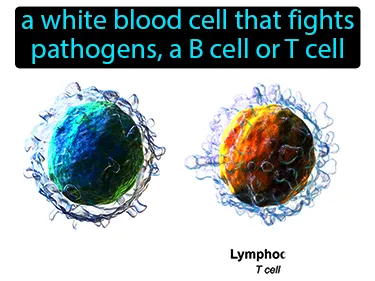 a white blood cell that fights
pathogens, a B cell or T cell
Lymphoc
T cell